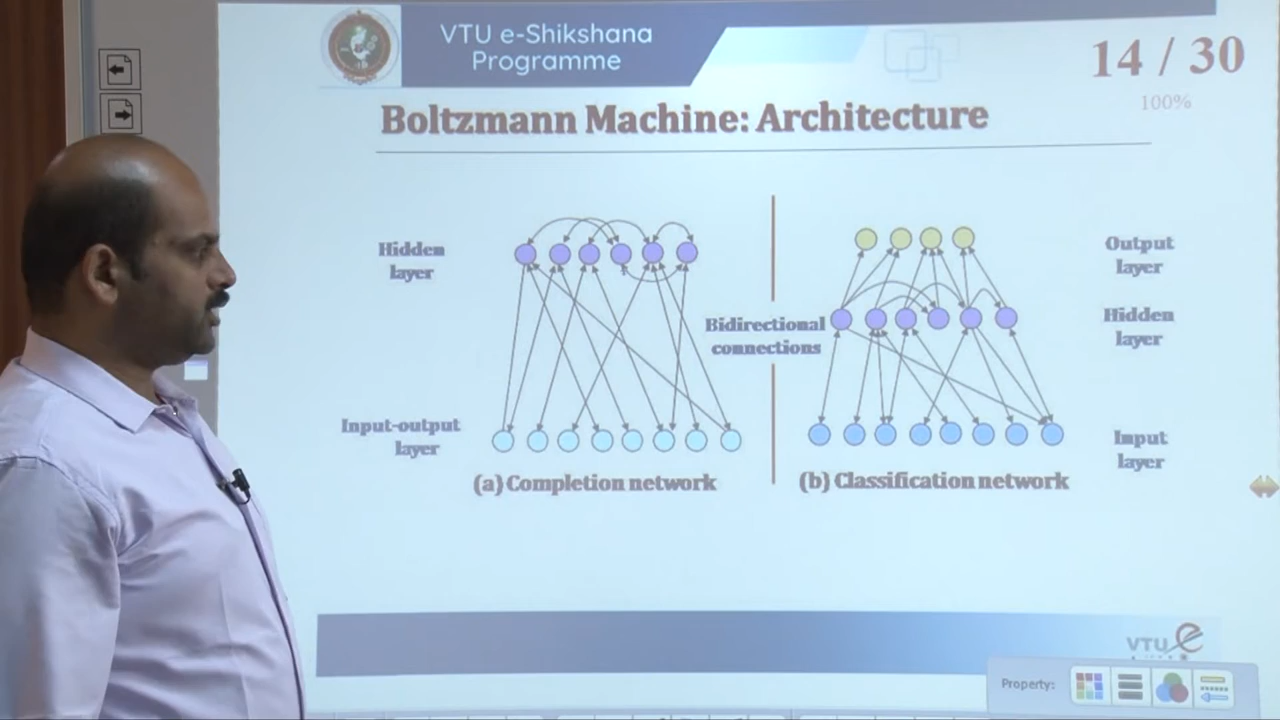 VTU e-Shikshana
Programme
14 / 30
100%
Boltzmann Machine: Architecture
Hidden
layer
Output
layer
Bidirectional
connections
Hidden
layer
Input-output
layer
Input
layer
(a) Completion network
(b) Classification network
VTU e
Property: